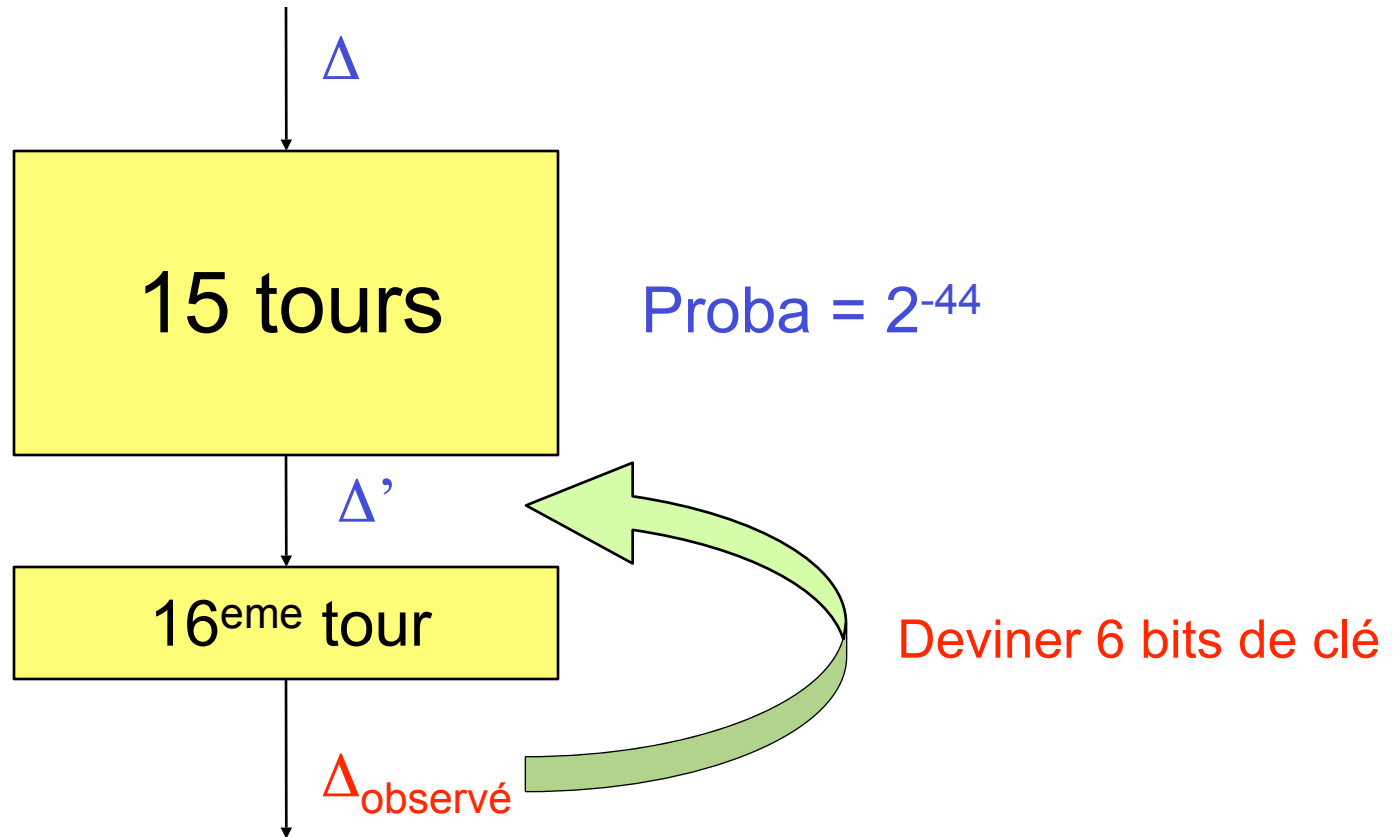 Δ
15 tours
Proba = 2⁻⁴⁴
Δ’
16ᵉᵐᵉ tour
Deviner 6 bits de clé
Δobservé